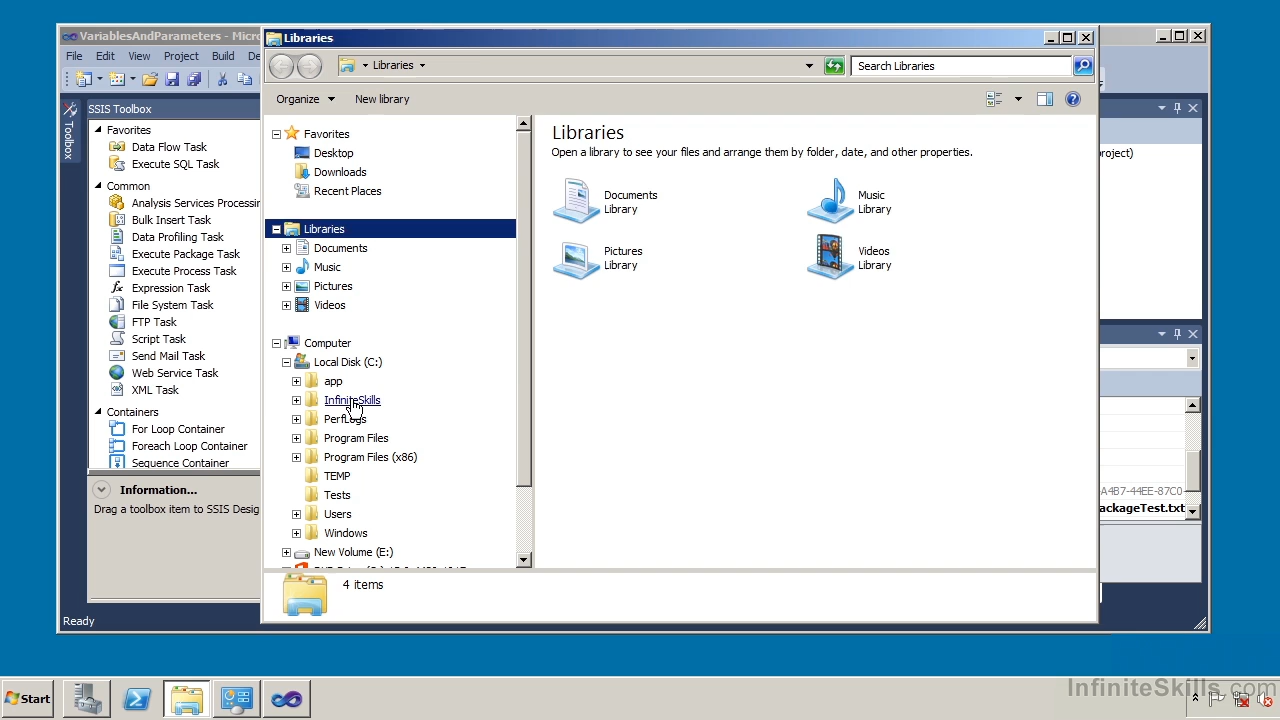 VariablesAndParameters - Micro
File Edit View Project Build De
Toolbox
SSIS Toolbox
Favorites
Data Flow Task
Execute SQL Task
Common
Analysis Services Processin
Bulk Insert Task
Data Profiling Task
Execute Package Task
Execute Process Task
Expression Task
File System Task
FTP Task
Script Task
Send Mail Task
Web Service Task
XML Task
Containers
For Loop Container
Foreach Loop Container
Sequence Container
Information...
Drag a toolbox item to SSIS Desig
Ready
Libraries
Libraries
Search Libraries
Organize New library
Favorites
Desktop
Downloads
Recent Places
Libraries
Documents
Music
Pictures
Videos
Computer
Local Disk (C:)
app
InfiniteSkills
PerfLogs
Program Files
Program Files (x86)
TEMP
Tests
Users
Windows
New Volume (E:)
Libraries
Open a library to see your files and arrange them by folder, date, and other properties.
Documents
Library
Music
Library
Pictures
Library
Videos
Library
4 items
roject)
A4B7-44EE-87C0
ackageTest.txt
Start
InfiniteSkills.com